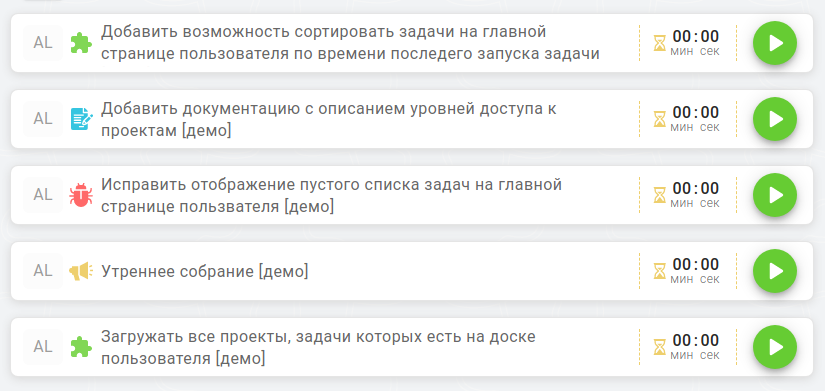 AL
Добавить возможность сортировать задачи на главной
странице пользователя по времени последего запуска задачи
00:00
мин сек
AL
Добавить документацию с описанием уровней доступа к
проектам [демо]
00:00
мин сек
AL
Исправить отображение пустого списка задач на главной
странице пользвателя [демо]
00:00
мин сек
AL
Утреннее собрание [демо]
00:00
мин сек
AL
Загружать все проекты, задачи которых есть на доске
пользователя [демо]
00:00
мин сек